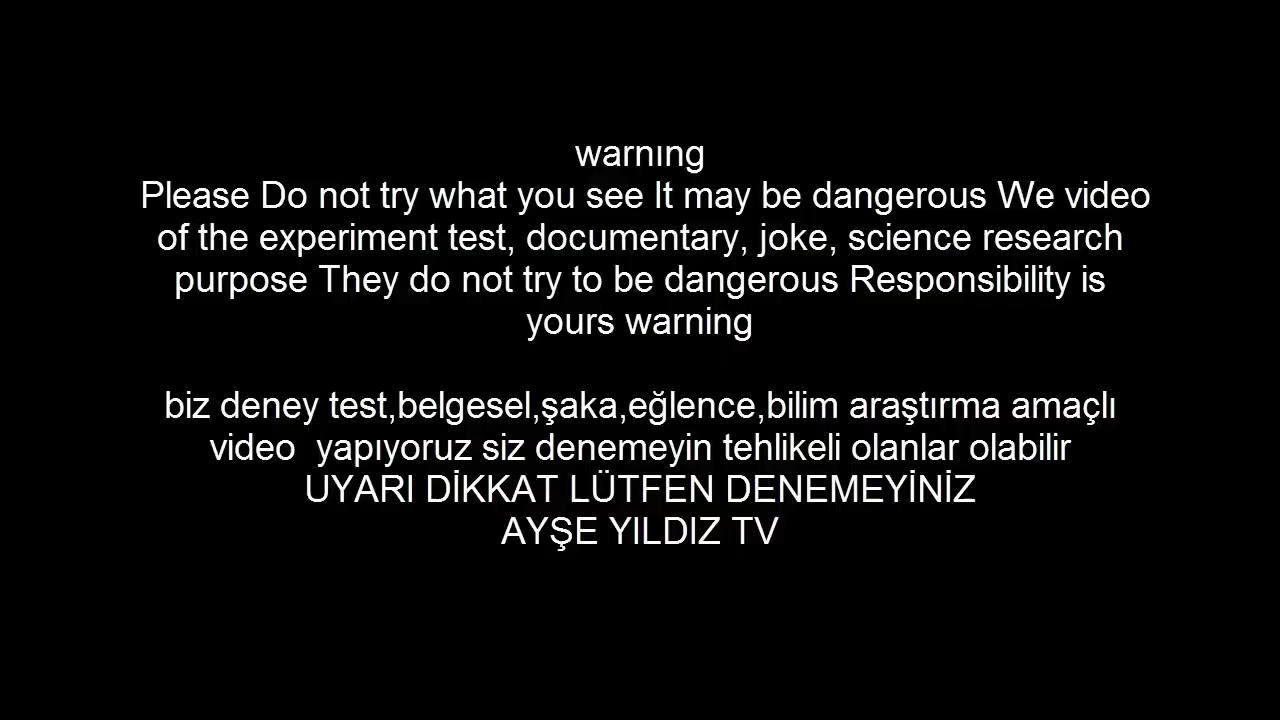 warnıng
Please Do not try what you see It may be dangerous We video
of the experiment test, documentary, joke, science research
purpose They do not try to be dangerous Responsibility is
yours warning
biz deney test,belgesel,şaka,eğlence,bilim araştırma amaçlı
video  yapıyoruz siz denemeyin tehlikeli olanlar olabilir
UYARI DİKKAT LÜTFEN DENEMEYİNİZ
AYŞE YILDIZ TV